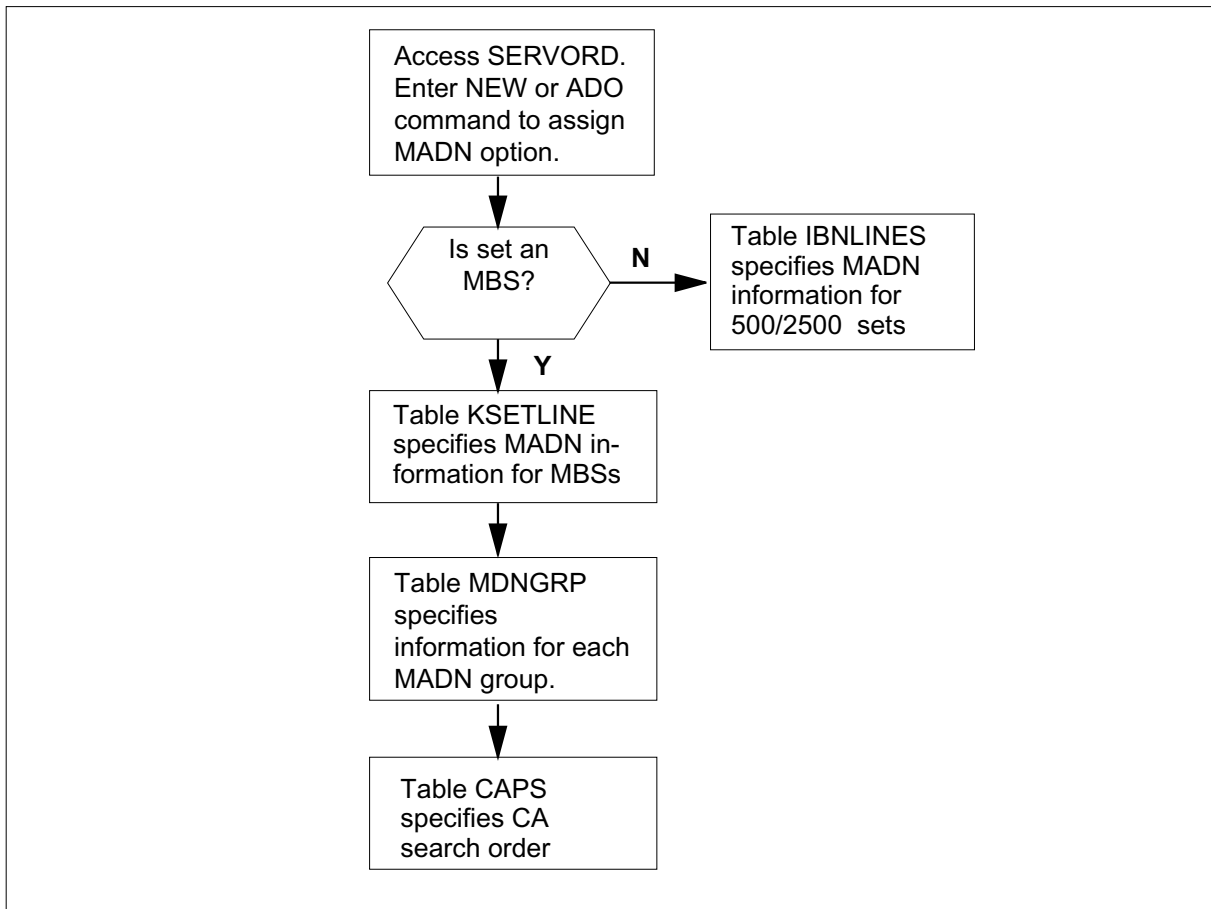 Access SERVORD.
Enter NEW or ADO
command to assign
MADN option.
Is set an
MBS?
N
Table IBNLINES
specifies MADN
information for
500/2500 sets
Y
Table KSETLINE
specifies MADN in-
formation for MBSs
Table MDNGRP
specifies
information for each
MADN group.
Table CAPS
specifies CA
search order